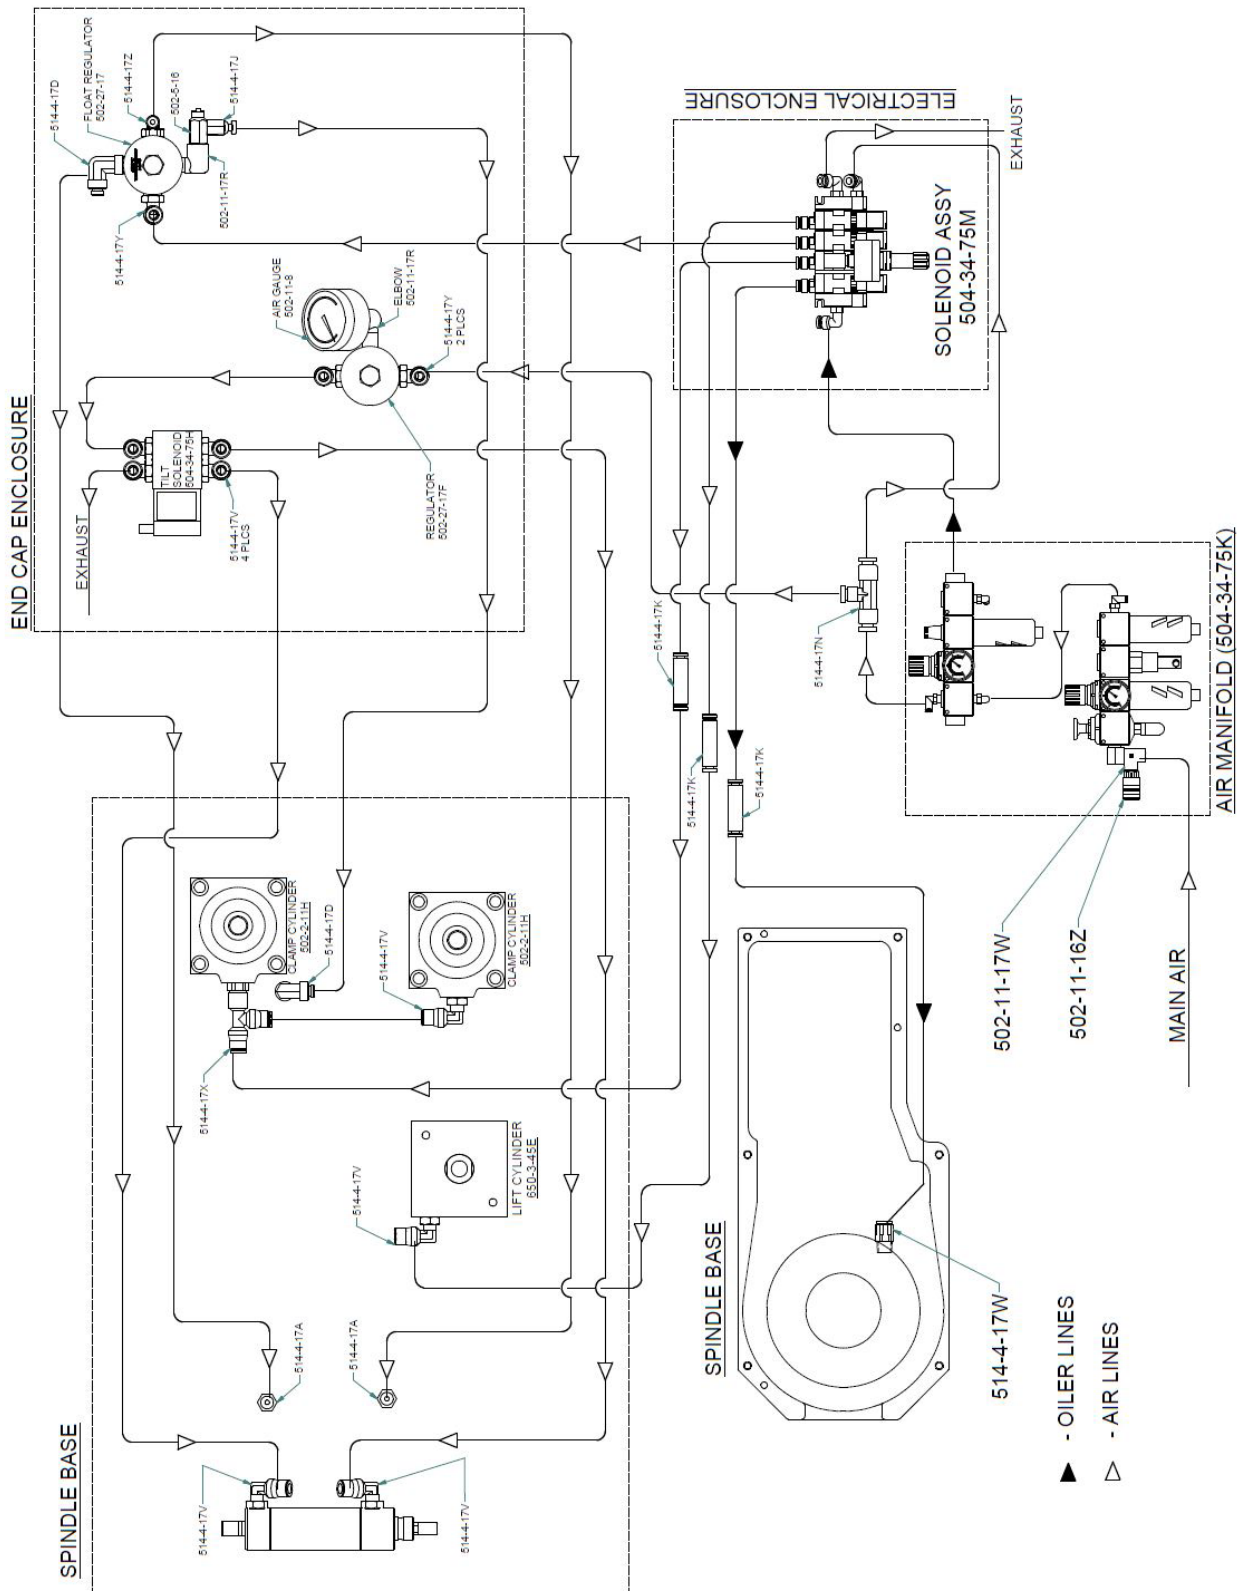 END CAP ENCLOSURE
514-4-17D
FLOAT REGULATOR
502-27-17
514-4-17Z
502-5-16
514-4-17J
502-11-17R
514-4-17Y
AIR GAUGE
502-11-8
ELBOW
502-11-17R
514-4-17Y
2 PLCS
REGULATOR
502-27-17F
TILT
SOLENOID
504-34-75H
514-4-17V
4 PLCS
EXHAUST
ELECTRICAL ENCLOSURE
EXHAUST
SOLENOID ASSY
504-34-75M
514-4-17N
AIR MANIFOLD (504-34-75K)
502-11-17W
502-11-16Z
MAIN AIR
514-4-17K
514-4-17K
514-4-17K
SPINDLE BASE
CLAMP CYLINDER
502-2-11H
514-4-17D
514-4-17V
CLAMP CYLINDER
502-2-11H
514-4-17X
514-4-17V
LIFT CYLINDER
650-3-45E
514-4-17A
514-4-17A
514-4-17V
514-4-17V
SPINDLE BASE
514-4-17W
- OILER LINES
- AIR LINES